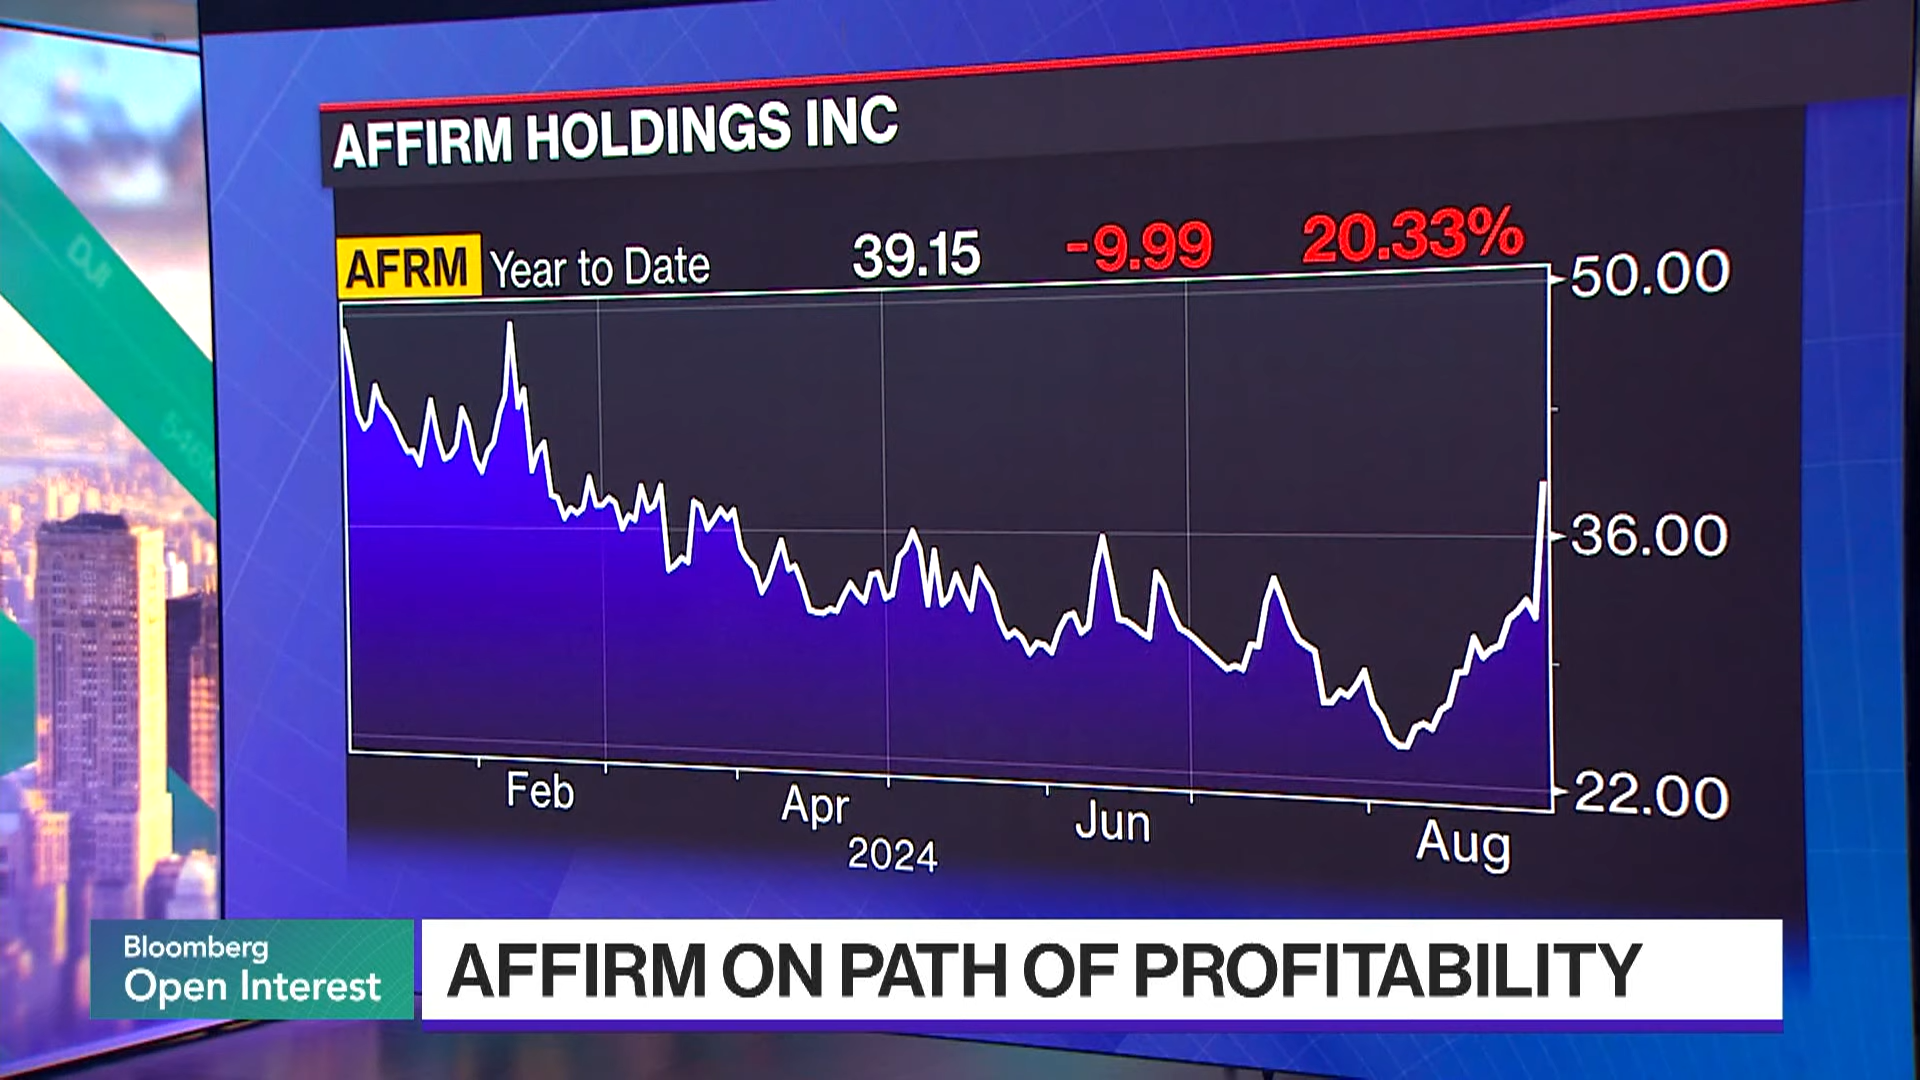 AFFIRM HOLDINGS INC
AFRM Year to Date 39.15 -9.99 20.33%
50.00
36.00
22.00
Feb Apr Jun Aug
2024
DJI
Bloomberg
Open Interest
AFFIRM ON PATH OF PROFITABILITY